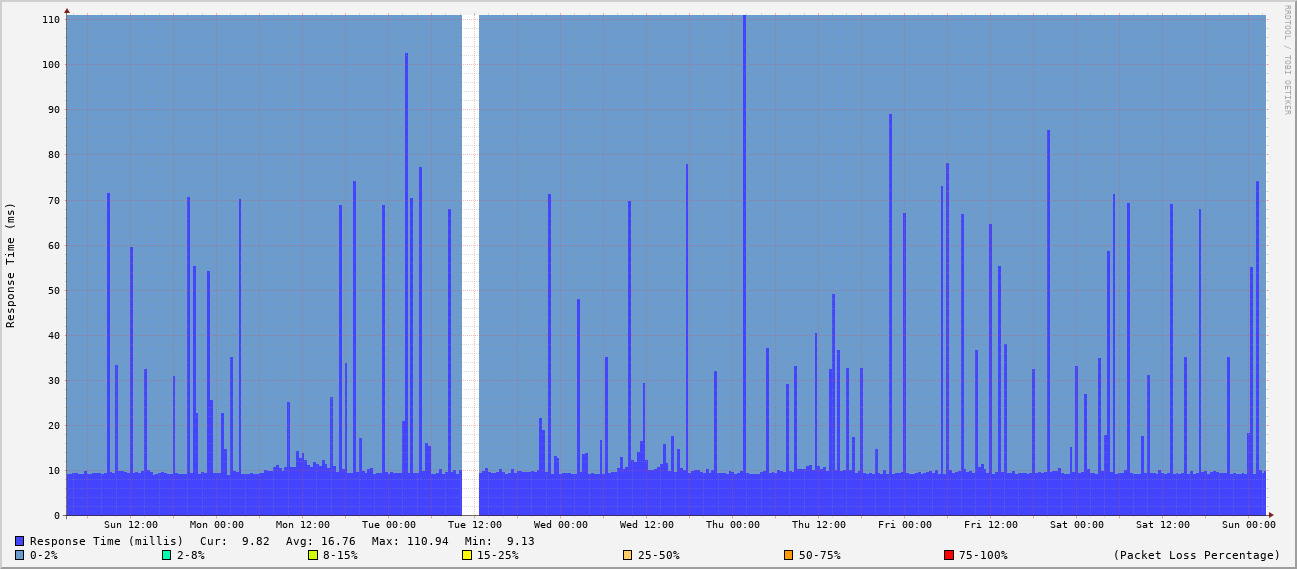 RRDTOOL / TOBI OETIKER
Response Time (ms)
110
100
90
80
70
60
50
40
30
20
10
0
Sun 12:00 Mon 00:00 Mon 12:00 Tue 00:00 Tue 12:00 Wed 00:00 Wed 12:00 Thu 00:00 Thu 12:00 Fri 00:00 Fri 12:00 Sat 00:00 Sat 12:00 Sun 00:00
Response Time (millis) Cur: 9.82 Avg: 16.76 Max: 110.94 Min: 9.13
0-2% 2-8% 8-15% 15-25% 25-50% 50-75% 75-100% (Packet Loss Percentage)